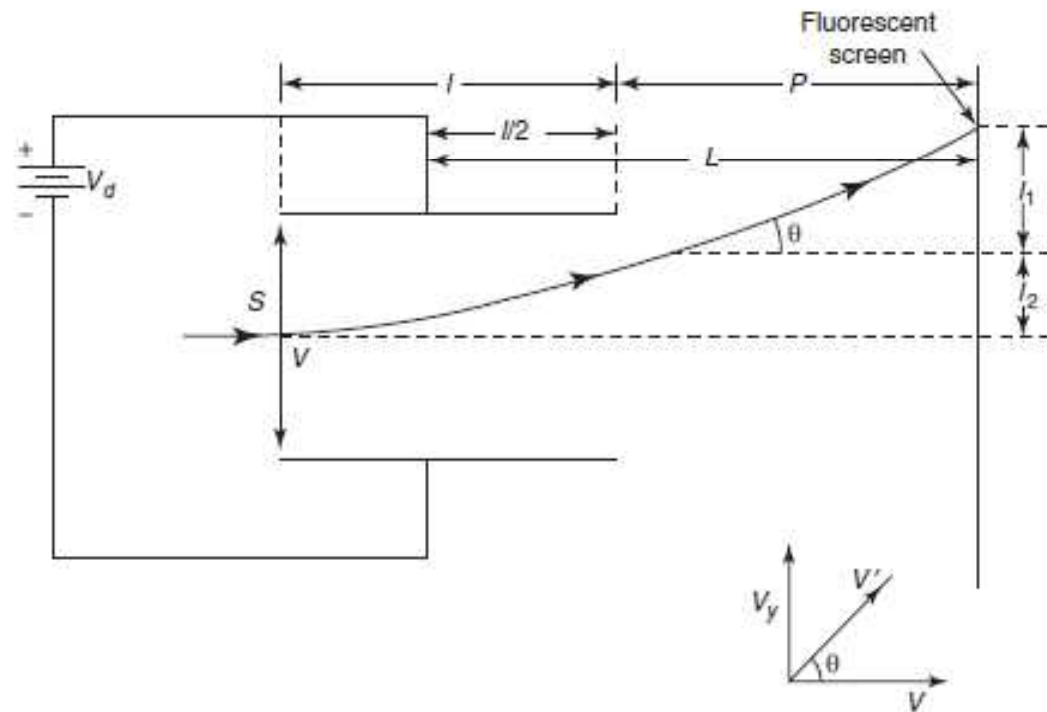 Fluorescent
screen
l
P
l/2
L
+
V_d
−
l_1
θ
S
l_2
V
V_y
V′
θ
V